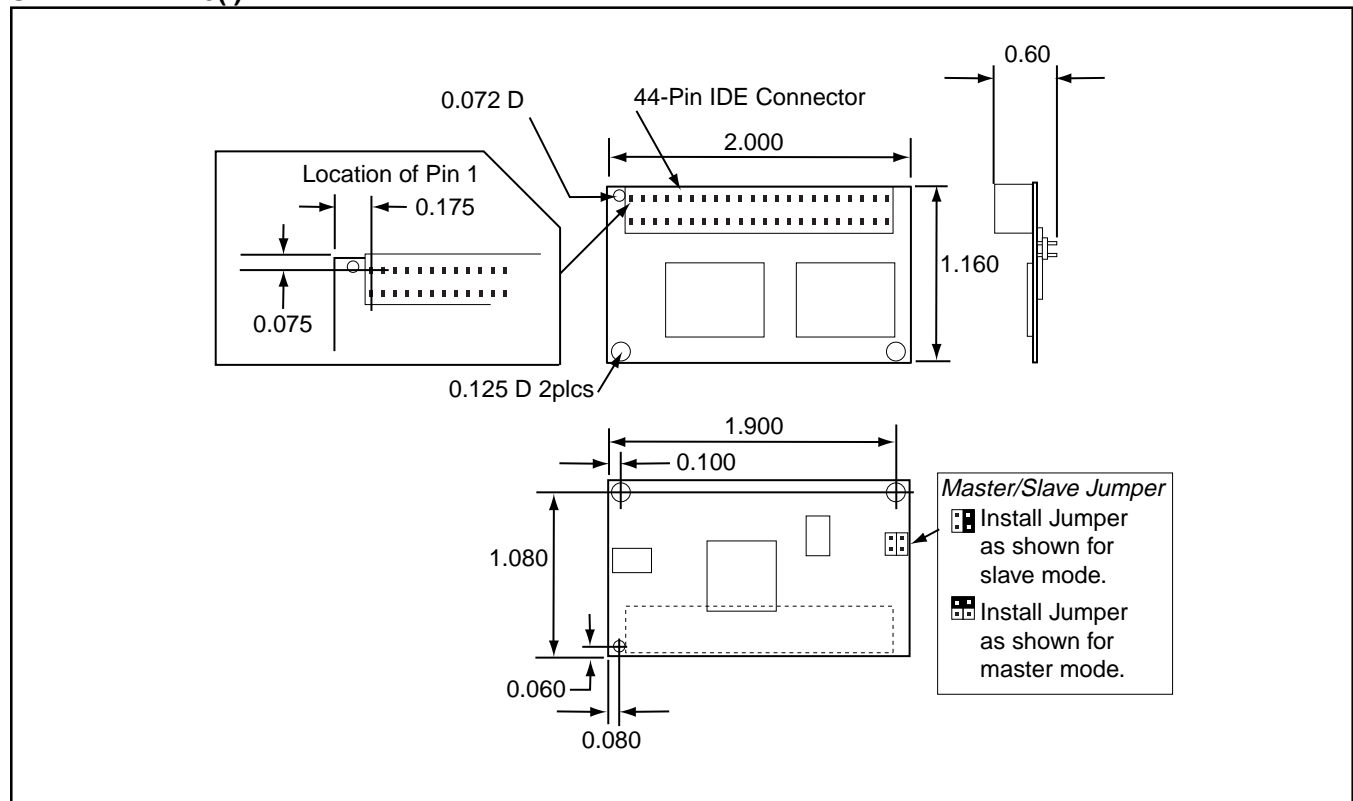 0.60
0.072 D
44-Pin IDE Connector
2.000
Location of Pin 1
0.175
1.160
0.075
0.125 D 2plcs
1.900
0.100
Master/Slave Jumper
Install Jumper
as shown for
slave mode.
1.080
Install Jumper
as shown for
master mode.
0.060
0.080